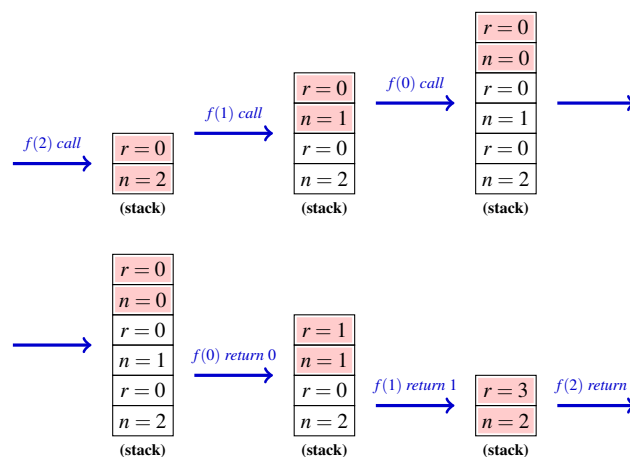 f(2) call
r = 0
n = 2
(stack)
f(1) call
r = 0
n = 1
r = 0
n = 2
(stack)
f(0) call
r = 0
n = 0
r = 0
n = 1
r = 0
n = 2
(stack)
r = 0
n = 0
r = 0
n = 1
r = 0
n = 2
(stack)
f(0) return 0
r = 1
n = 1
r = 0
n = 2
(stack)
f(1) return 1
r = 3
n = 2
(stack)
f(2) return